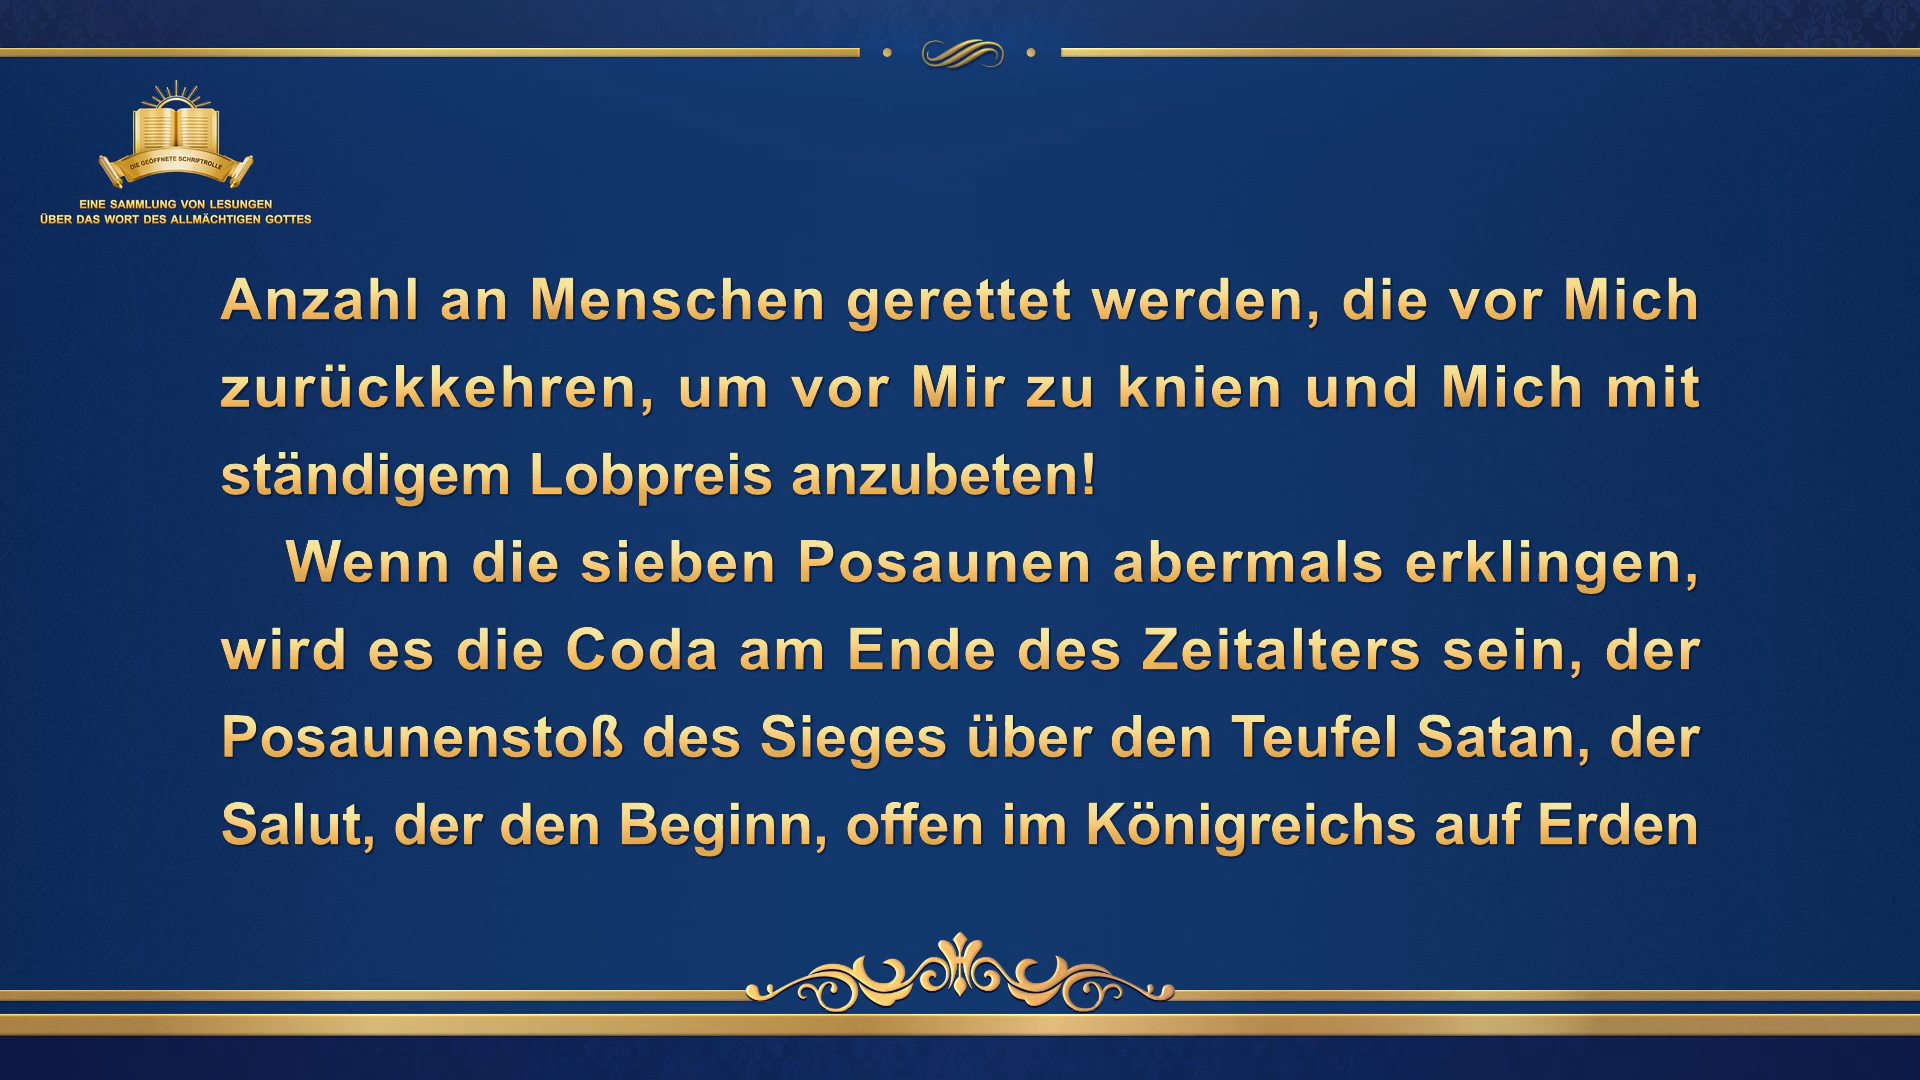 DIE GEÖFFNETE SCHRIFTROLLE
EINE SAMMLUNG VON LESUNGEN
ÜBER DAS WORT DES ALLMÄCHTIGEN GOTTES
Anzahl an Menschen gerettet werden, die vor Mich
zurückkehren, um vor Mir zu knien und Mich mit
ständigem Lobpreis anzubeten!
Wenn die sieben Posaunen abermals erklingen,
wird es die Coda am Ende des Zeitalters sein, der
Posaunenstoß des Sieges über den Teufel Satan, der
Salut, der den Beginn, offen im Königreichs auf Erden